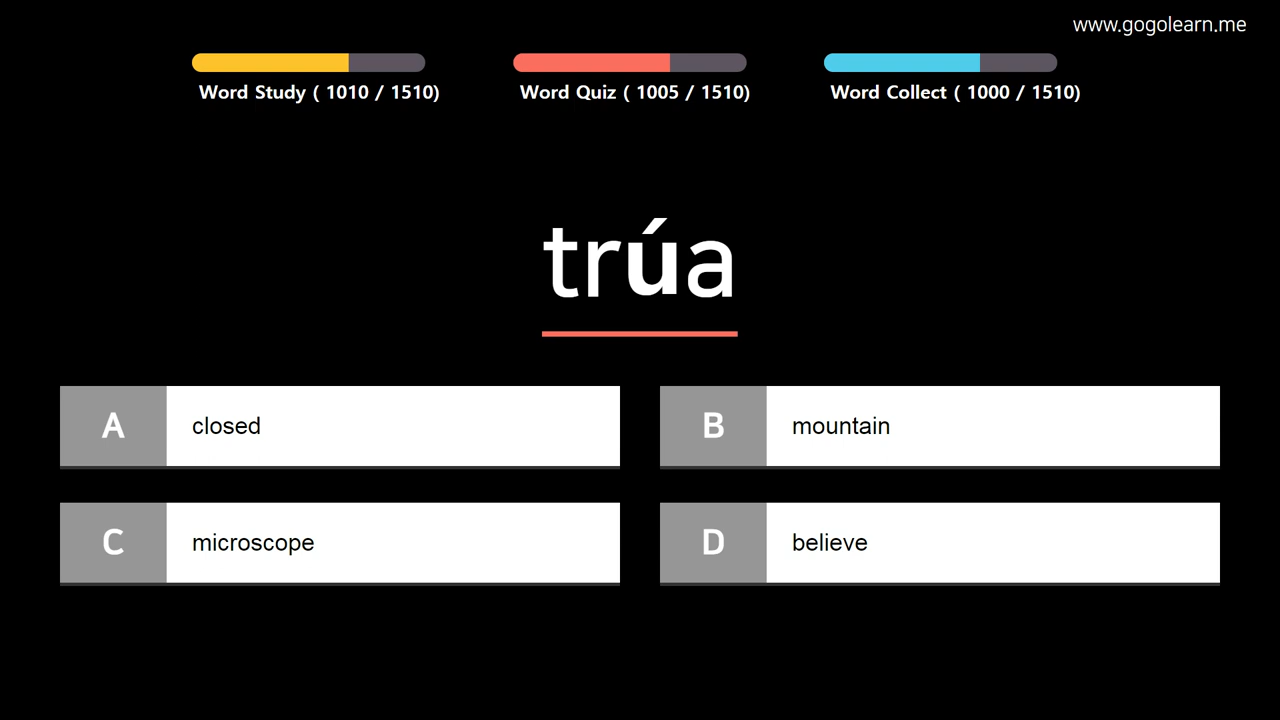 www.gogolearn.me
Word Study ( 1010 / 1510)
Word Quiz ( 1005 / 1510)
Word Collect ( 1000 / 1510)
trúa
A closed
B mountain
C microscope
D believe